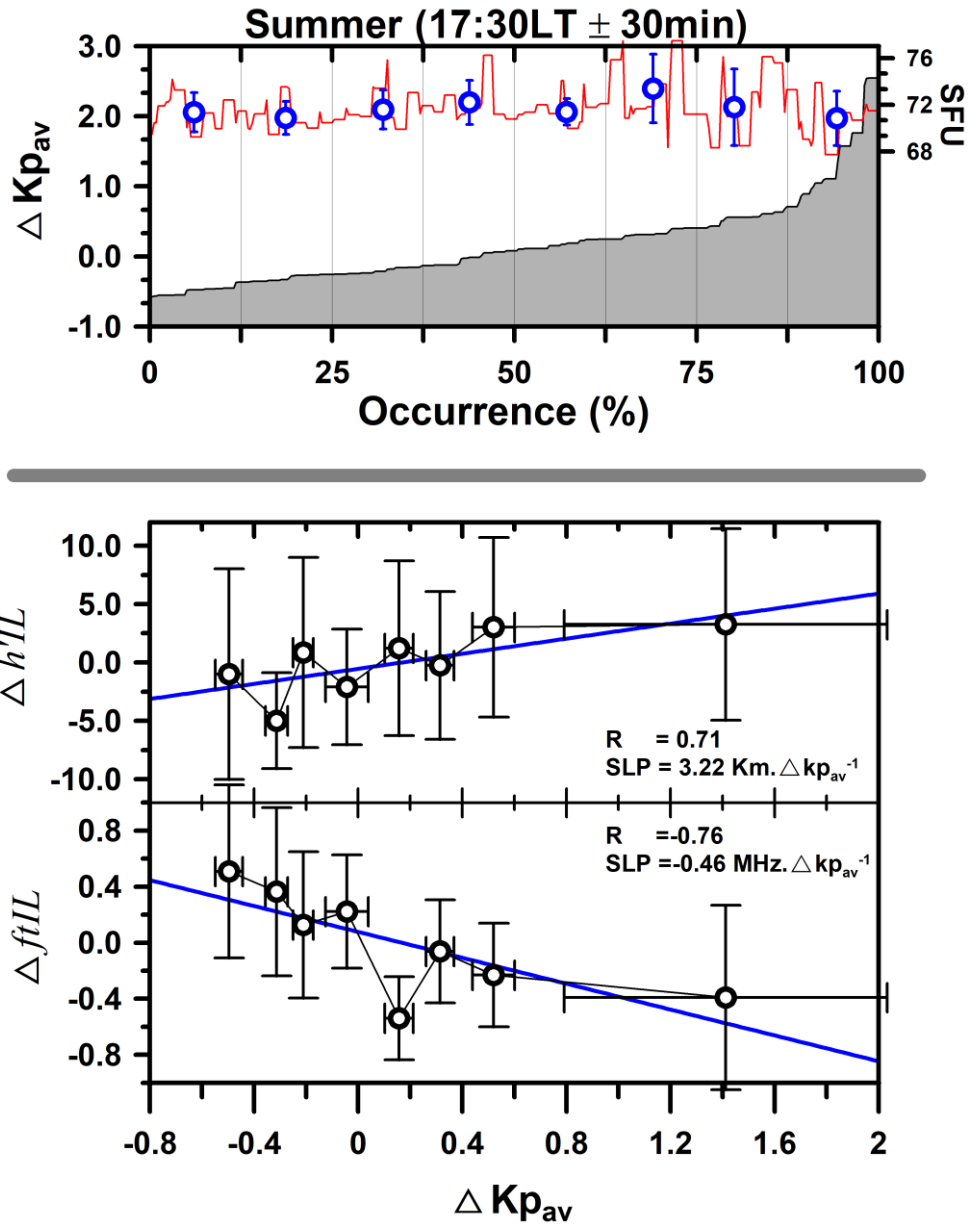 Summer (17:30LT ± 30min)
3.0
2.0
1.0
0.0
-1.0
△ Kpav
76
72
68
SFU
0 25 50 75 100
Occurrence (%)
10.0
5.0
0.0
-5.0
-10.0
△ h'IL
R = 0.71
SLP = 3.22 Km. △ kpav-1
0.8
0.4
0.0
-0.4
-0.8
△ ftIL
R =-0.76
SLP =-0.46 MHz. △ kpav-1
-0.8 -0.4 0 0.4 0.8 1.2 1.6 2
△ Kpav